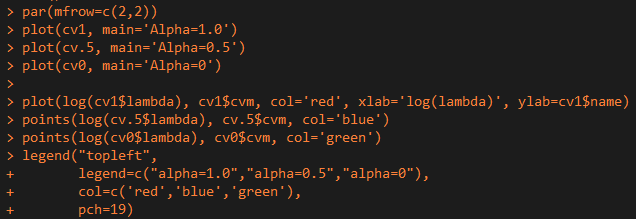 > par(mfrow=c(2,2))
> plot(cv1, main='Alpha=1.0')
> plot(cv.5, main='Alpha=0.5')
> plot(cv0, main='Alpha=0')
>
> plot(log(cv1$lambda), cv1$cvm, col='red', xlab='log(lambda)', ylab=cv1$name)
> points(log(cv.5$lambda), cv.5$cvm, col='blue')
> points(log(cv0$lambda), cv0$cvm, col='green')
> legend("topleft",
+       legend=c("alpha=1.0","alpha=0.5","alpha=0"),
+       col=c('red','blue','green'),
+       pch=19)